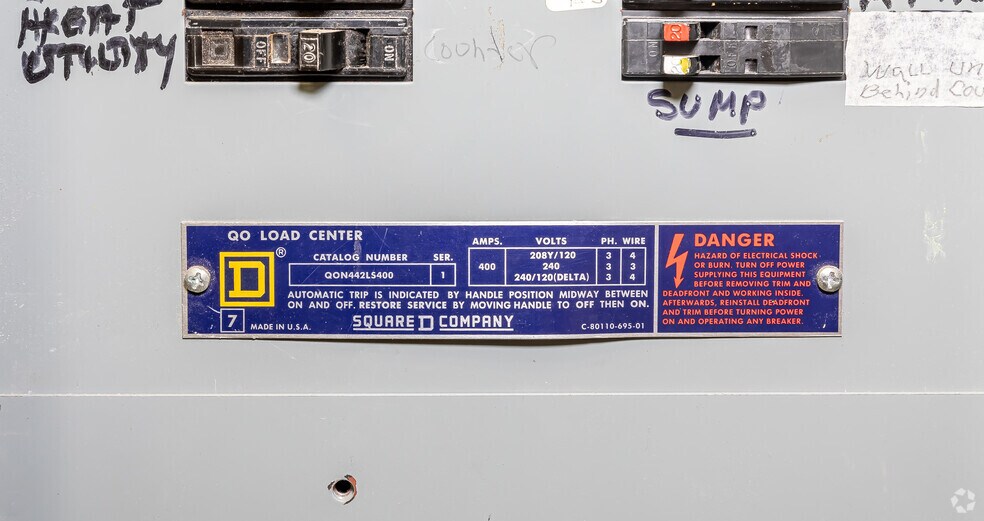 HEAT
UTILITY
OFF
20
ON
Counter
ON
20
SUMP
Wall Un
Behind Cou
QO LOAD CENTER
D
®
CATALOG NUMBER SER.
QON442LS400 1
AUTOMATIC TRIP IS INDICATED BY HANDLE POSITION MIDWAY BETWEEN
ON AND OFF. RESTORE SERVICE BY MOVING HANDLE TO OFF THEN ON.
7
MADE IN U.S.A.
SQUARE D COMPANY
C-80110-695-01
AMPS. VOLTS PH. WIRE
400
208Y/120 3 4
240 3 3
240/120(DELTA) 3 4
DANGER
HAZARD OF ELECTRICAL SHOCK
OR BURN. TURN OFF POWER
SUPPLYING THIS EQUIPMENT
BEFORE REMOVING TRIM AND
DEADFRONT AND WORKING INSIDE.
AFTERWARDS, REINSTALL DEADFRONT
AND TRIM BEFORE TURNING POWER
ON AND OPERATING ANY BREAKER.